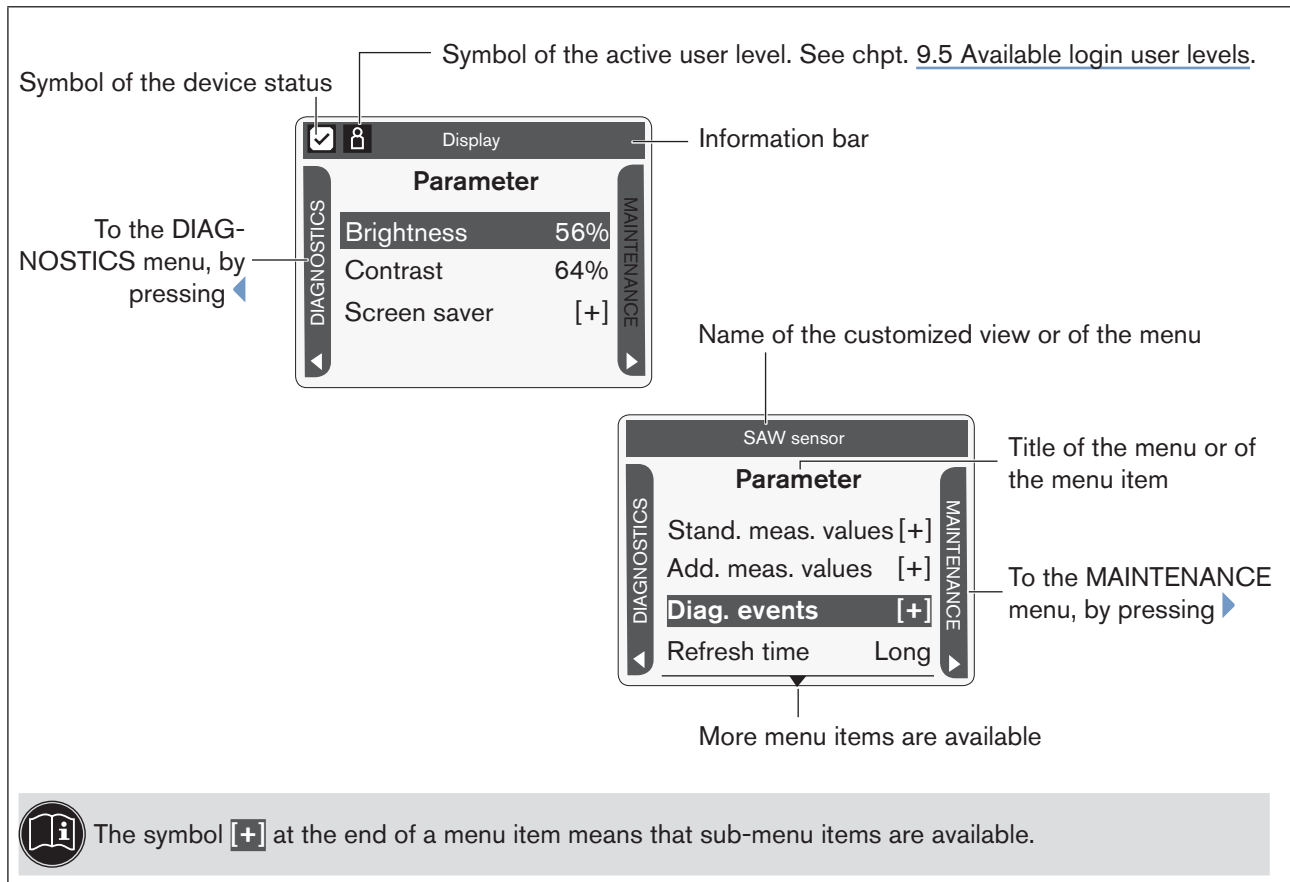 Symbol of the active user level. See chpt. 9.5 Available login user levels.
Symbol of the device status
Display
Information bar
Parameter
DIAGNOSTICS
MAINTENANCE
Brightness 56%
Contrast 64%
Screen saver [+]
To the DIAG-
NOSTICS menu, by
pressing
Name of the customized view or of the menu
SAW sensor
Parameter
Title of the menu or of
the menu item
DIAGNOSTICS
MAINTENANCE
Stand. meas. values [+]
Add. meas. values [+]
Diag. events [+]
Refresh time Long
To the MAINTENANCE
menu, by pressing
More menu items are available
The symbol [+] at the end of a menu item means that sub-menu items are available.